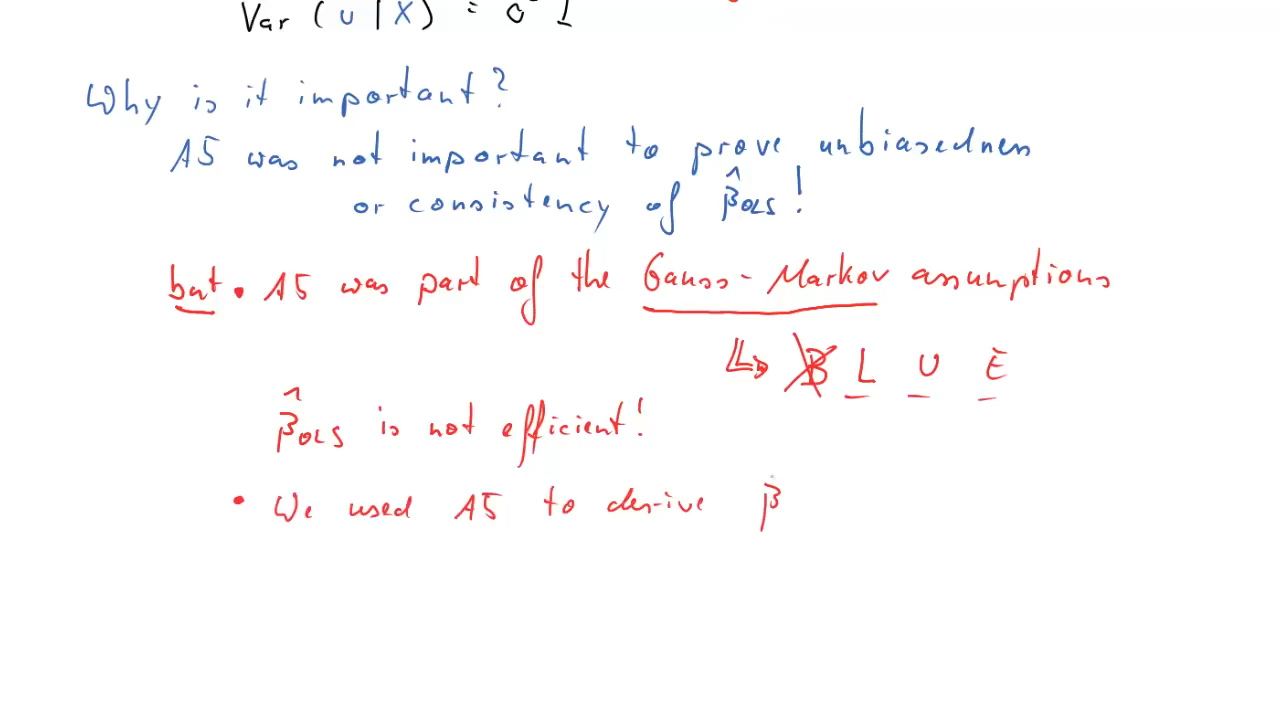 Var (u | X) = σ² I
Why is it important?
A5 was not important to prove unbiasedness
or consistency of β̂OLS!
but • A5 was part of the Gauss-Markov assumptions
↳ B L U E
β̂OLS is not efficient!
• We used A5 to derive β